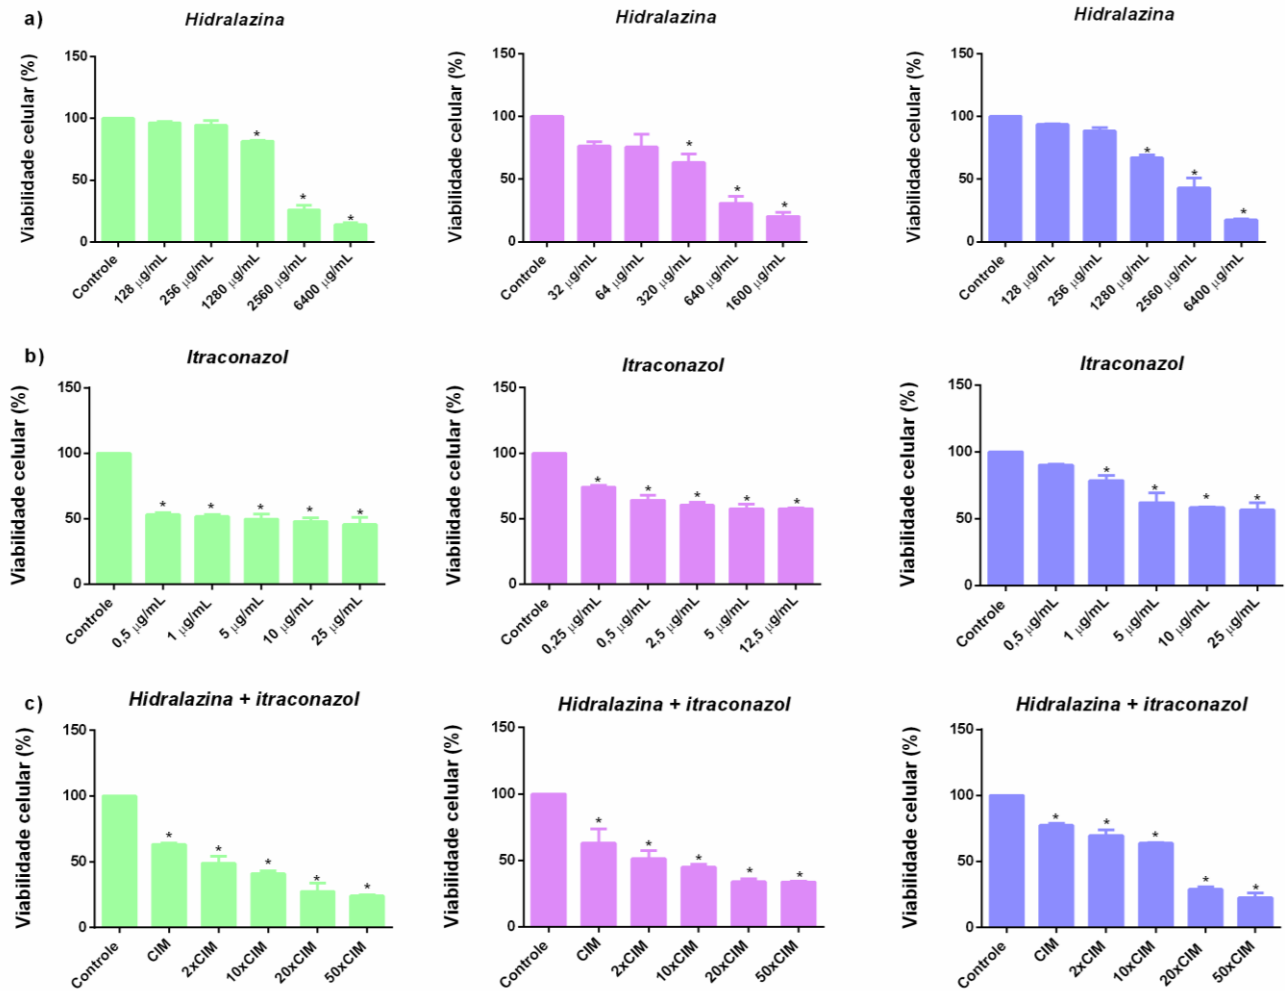 a)
Hidralazina
Viabilidade celular (%)
150
100
50
0
Controle
128 µg/mL
256 µg/mL
1280 µg/mL
2560 µg/mL
6400 µg/mL
*
*
*
Hidralazina
Viabilidade celular (%)
150
100
50
0
Controle
32 µg/mL
64 µg/mL
320 µg/mL
640 µg/mL
1600 µg/mL
*
*
*
Hidralazina
Viabilidade celular (%)
150
100
50
0
Controle
128 µg/mL
256 µg/mL
1280 µg/mL
2560 µg/mL
6400 µg/mL
*
*
*
b)
Itraconazol
Viabilidade celular (%)
150
100
50
0
Controle
0,5 µg/mL
1 µg/mL
5 µg/mL
10 µg/mL
25 µg/mL
*
*
*
*
*
Itraconazol
Viabilidade celular (%)
150
100
50
0
Controle
0,25 µg/mL
0,5 µg/mL
2,5 µg/mL
5 µg/mL
12,5 µg/mL
*
*
*
*
*
Itraconazol
Viabilidade celular (%)
150
100
50
0
Controle
0,5 µg/mL
1 µg/mL
5 µg/mL
10 µg/mL
25 µg/mL
*
*
*
*
c)
Hidralazina + itraconazol
Viabilidade celular (%)
150
100
50
0
Controle
CIM
2xCIM
10xCIM
20xCIM
50xCIM
*
*
*
*
*
Hidralazina + itraconazol
Viabilidade celular (%)
150
100
50
0
Controle
CIM
2xCIM
10xCIM
20xCIM
50xCIM
*
*
*
*
*
Hidralazina + itraconazol
Viabilidade celular (%)
150
100
50
0
Controle
CIM
2xCIM
10xCIM
20xCIM
50xCIM
*
*
*
*
*